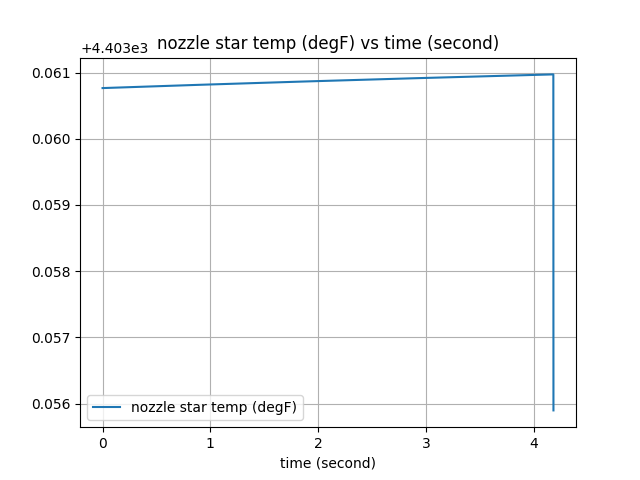 +4.403e3
nozzle star temp (degF) vs time (second)
0.061
0.060
0.059
0.058
0.057
0.056
nozzle star temp (degF)
0 1 2 3 4
time (second)